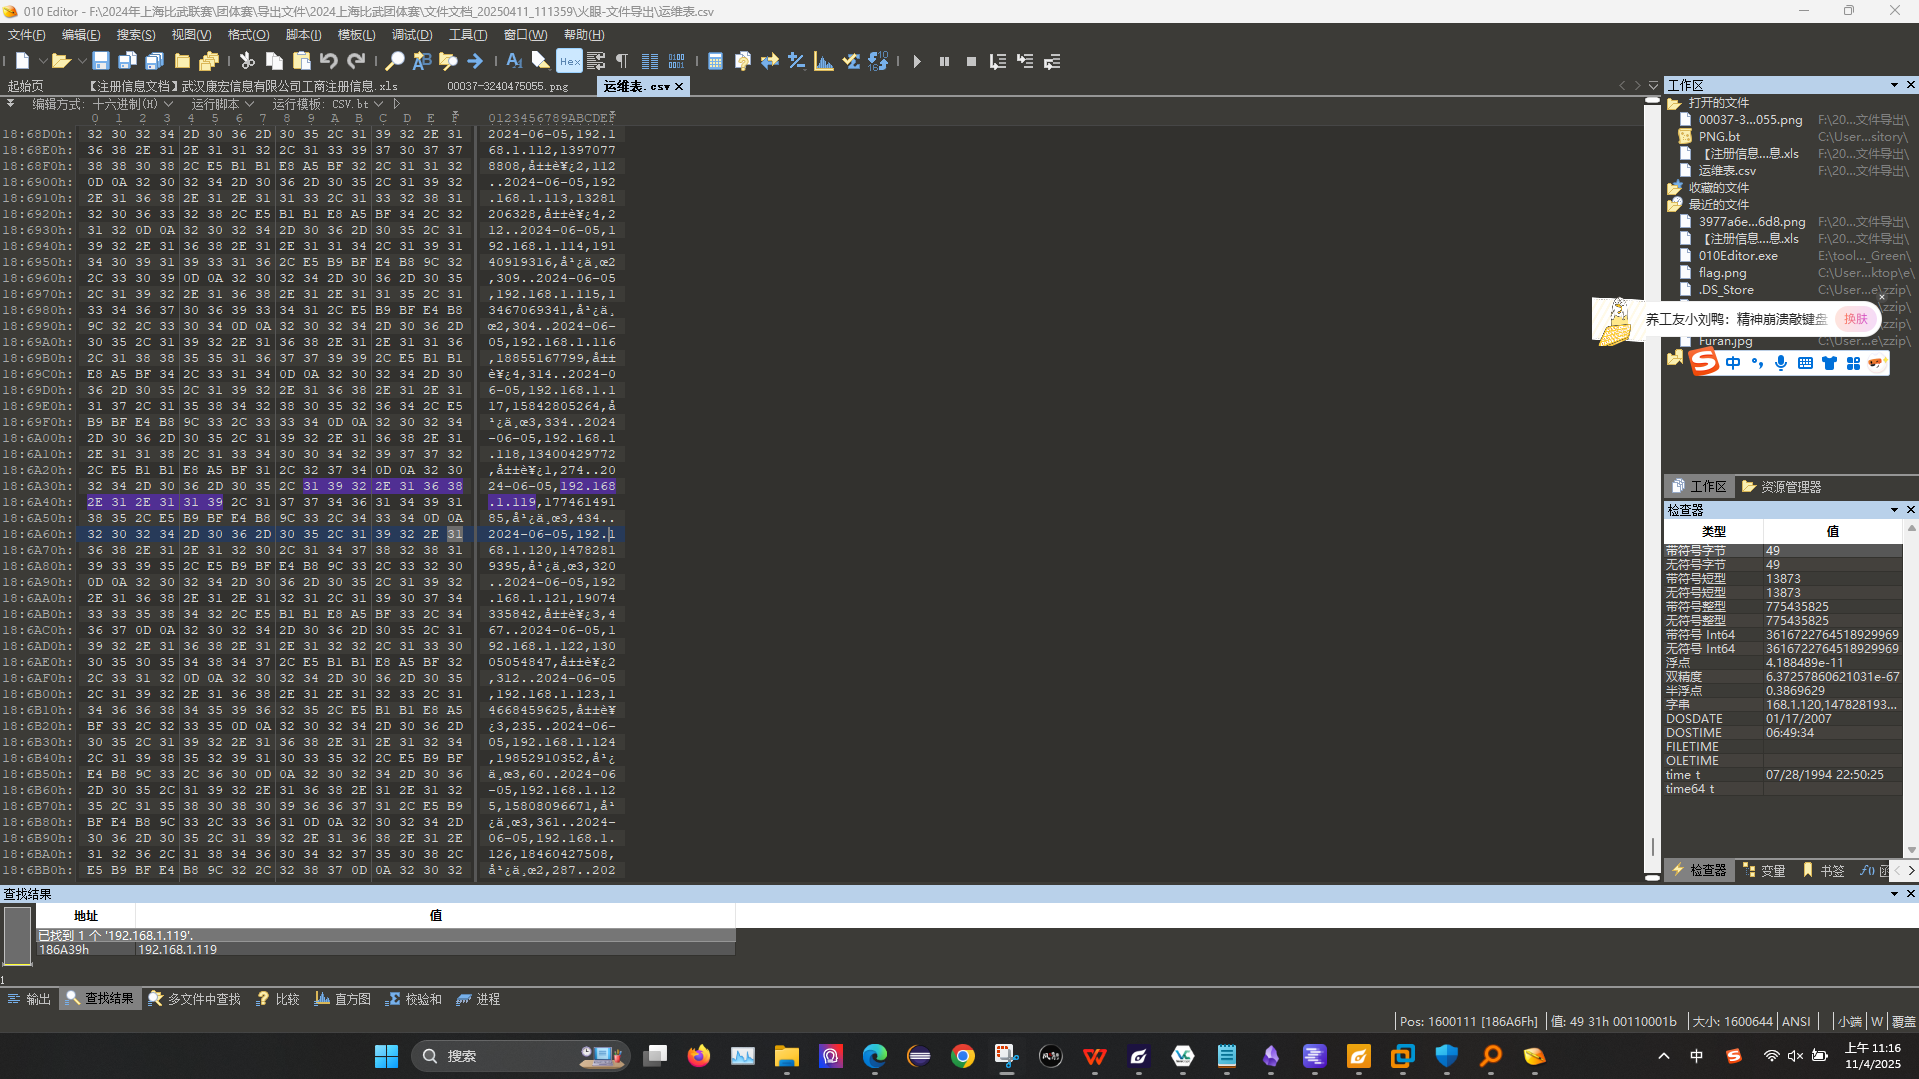 010 Editor - F:\2024年上海比武联赛\团体赛\导出文件\2024上海比武团体赛\文件文档_20250411_111359\火眼-文件导出\运维表.csv
文件(F) 编辑(E) 搜索(S) 视图(V) 格式(O) 脚本(I) 模板(L) 调试(D) 工具(T) 窗口(W) 帮助(H)
起始页 【注册信息文档】武汉康宏信息有限公司工商注册信息.xls 00037-3240475055.png 运维表.csv
编辑方式: 十六进制(H) 运行脚本 运行模板: CSV.bt
0 1 2 3 4 5 6 7 8 9 A B C D E F 0123456789ABCDEF
18:68D0h: 32 30 32 34 2D 30 36 2D 30 35 2C 31 39 32 2E 31 2024-06-05,192.1
18:68E0h: 36 38 2E 31 2E 31 31 32 2C 31 33 39 37 30 37 37 68.1.112,1397077
18:68F0h: 38 38 30 38 2C E5 B1 B1 E8 A5 BF 32 2C 31 31 32 8808,å±±è¥¿2,112
18:6900h: 0D 0A 32 30 32 34 2D 30 36 2D 30 35 2C 31 39 32 ..2024-06-05,192
18:6910h: 2E 31 36 38 2E 31 2E 31 31 33 2C 31 33 32 38 31 .168.1.113,13281
18:6920h: 32 30 36 33 32 38 2C E5 B1 B1 E8 A5 BF 34 2C 32 206328,å±±è¥¿4,2
18:6930h: 31 32 0D 0A 32 30 32 34 2D 30 36 2D 30 35 2C 31 12..2024-06-05,1
18:6940h: 39 32 2E 31 36 38 2E 31 2E 31 31 34 2C 31 39 31 92.168.1.114,191
18:6950h: 34 30 39 31 39 33 31 36 2C E5 B9 BF E4 B8 9C 32 40919316,å¹¿ä¸œ2
18:6960h: 2C 33 30 39 0D 0A 32 30 32 34 2D 30 36 2D 30 35 ,309..2024-06-05
18:6970h: 2C 31 39 32 2E 31 36 38 2E 31 2E 31 31 35 2C 31 ,192.168.1.115,1
18:6980h: 33 34 36 37 30 36 39 33 34 31 2C E5 B9 BF E4 B8 3467069341,å¹¿ä¸
18:6990h: 9C 32 2C 33 30 34 0D 0A 32 30 32 34 2D 30 36 2D œ2,304..2024-06-
18:69A0h: 30 35 2C 31 39 32 2E 31 36 38 2E 31 2E 31 31 36 05,192.168.1.116
18:69B0h: 2C 31 38 38 35 35 31 36 37 37 39 39 2C E5 B1 B1 ,18855167799,å±±
18:69C0h: E8 A5 BF 34 2C 33 31 34 0D 0A 32 30 32 34 2D 30 è¥¿4,314..2024-0
18:69D0h: 36 2D 30 35 2C 31 39 32 2E 31 36 38 2E 31 2E 31 6-05,192.168.1.1
18:69E0h: 31 37 2C 31 35 38 34 32 38 30 35 32 36 34 2C E5 17,15842805264,å
18:69F0h: B9 BF E4 B8 9C 33 2C 33 33 34 0D 0A 32 30 32 34 ¹¿ä¸œ3,334..2024
18:6A00h: 2D 30 36 2D 30 35 2C 31 39 32 2E 31 36 38 2E 31 -06-05,192.168.1
18:6A10h: 2E 31 31 38 2C 31 33 34 30 30 34 32 39 37 37 32 .118,13400429772
18:6A20h: 2C E5 B1 B1 E8 A5 BF 31 2C 32 37 34 0D 0A 32 30 ,å±±è¥¿1,274..20
18:6A30h: 32 34 2D 30 36 2D 30 35 2C 31 39 32 2E 31 36 38 24-06-05,192.168
18:6A40h: 2E 31 2E 31 31 39 2C 31 37 37 34 36 31 34 39 31 .1.119,177461491
18:6A50h: 38 35 2C E5 B9 BF E4 B8 9C 33 2C 34 33 34 0D 0A 85,å¹¿ä¸œ3,434..
18:6A60h: 32 30 32 34 2D 30 36 2D 30 35 2C 31 39 32 2E 31 2024-06-05,192.1
18:6A70h: 36 38 2E 31 2E 31 32 30 2C 31 34 37 38 32 38 31 68.1.120,1478281
18:6A80h: 39 33 39 35 2C E5 B9 BF E4 B8 9C 33 2C 33 32 30 9395,å¹¿ä¸œ3,320
18:6A90h: 0D 0A 32 30 32 34 2D 30 36 2D 30 35 2C 31 39 32 ..2024-06-05,192
18:6AA0h: 2E 31 36 38 2E 31 2E 31 32 31 2C 31 39 30 37 34 .168.1.121,19074
18:6AB0h: 33 33 35 38 34 32 2C E5 B1 B1 E8 A5 BF 33 2C 34 335842,å±±è¥¿3,4
18:6AC0h: 36 37 0D 0A 32 30 32 34 2D 30 36 2D 30 35 2C 31 67..2024-06-05,1
18:6AD0h: 39 32 2E 31 36 38 2E 31 2E 31 32 32 2C 31 33 30 92.168.1.122,130
18:6AE0h: 30 35 30 35 34 38 34 37 2C E5 B1 B1 E8 A5 BF 32 05054847,å±±è¥¿2
18:6AF0h: 2C 33 31 32 0D 0A 32 30 32 34 2D 30 36 2D 30 35 ,312..2024-06-05
18:6B00h: 2C 31 39 32 2E 31 36 38 2E 31 2E 31 32 33 2C 31 ,192.168.1.123,1
18:6B10h: 34 36 36 38 34 35 39 36 32 35 2C E5 B1 B1 E8 A5 4668459625,å±±è¥
18:6B20h: BF 33 2C 32 33 35 0D 0A 32 30 32 34 2D 30 36 2D ¿3,235..2024-06-
18:6B30h: 30 35 2C 31 39 32 2E 31 36 38 2E 31 2E 31 32 34 05,192.168.1.124
18:6B40h: 2C 31 39 38 35 32 39 31 30 33 35 32 2C E5 B9 BF ,19852910352,å¹¿
18:6B50h: E4 B8 9C 33 2C 36 30 0D 0A 32 30 32 34 2D 30 36 ä¸œ3,60..2024-06
18:6B60h: 2D 30 35 2C 31 39 32 2E 31 36 38 2E 31 2E 31 32 -05,192.168.1.12
18:6B70h: 35 2C 31 35 38 30 38 30 39 36 36 37 31 2C E5 B9 5,15808096671,å¹
18:6B80h: BF E4 B8 9C 33 2C 33 36 31 0D 0A 32 30 32 34 2D ¿ä¸œ3,361..2024-
18:6B90h: 30 36 2D 30 35 2C 31 39 32 2E 31 36 38 2E 31 2E 06-05,192.168.1.
18:6BA0h: 31 32 36 2C 31 38 34 36 30 34 32 37 35 30 38 2C 126,18460427508,
18:6BB0h: E5 B9 BF E4 B8 9C 32 2C 32 38 37 0D 0A 32 30 32 å¹¿ä¸œ2,287..202
工作区
打开的文件
00037-3...055.png F:\20...文件导出\
PNG.bt C:\User...sitory\
【注册信息...息.xls F:\20...文件导出\
运维表.csv F:\20...文件导出\
收藏的文件
最近的文件
3977a6e...6d8.png F:\20...文件导出\
【注册信息...息.xls F:\20...文件导出\
010Editor.exe E:\tool..._Green\
flag.png C:\User...ktop\e\
.DS_Store C:\U...e\zzip\
养工友小刘鸭：精神崩溃敲键盘 换肤
Furan.jpg C:\U...e\zzip\
中
工作区 资源管理器
检查器
类型 值
带符号字节 49
无符号字节 49
带符号短型 13873
无符号短型 13873
带符号整型 775435825
无符号整型 775435825
带符号 Int64 3616722764518929969
无符号 Int64 3616722764518929969
浮点 4.188489e-11
双精度 6.37257860621031e-67
半浮点 0.3869629
字串 168.1.120,147828193...
DOSDATE 01/17/2007
DOSTIME 06:49:34
FILETIME
OLETIME
time_t 07/28/1994 22:50:25
time64_t
检查器 变量 书签 f()
查找结果
地址 值
已找到 1 个 '192.168.1.119'.
186A39h 192.168.1.119
1
输出 查找结果 多文件中查找 比较 直方图 校验和 进程
Pos: 1600111 [186A6Fh] 值: 49 31h 00110001b 大小: 1600644 ANSI 小端 W 覆盖
搜索
中
上午 11:16
11/4/2025